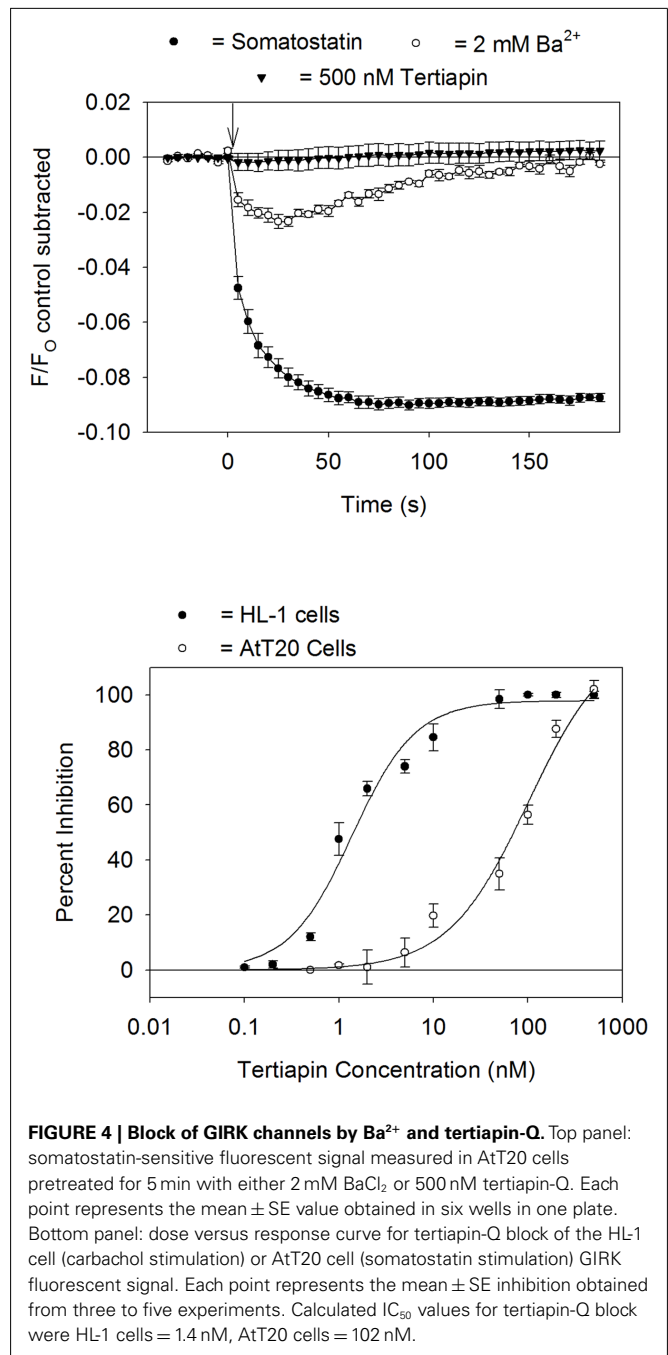 ● = Somatostatin ○ = 2 mM Ba²⁺
▼ = 500 nM Tertiapin
0.02
0.00
-0.02
-0.04
-0.06
-0.08
-0.10
F/F_O control subtracted
0 50 100 150
Time (s)
● = HL-1 cells
○ = AtT20 Cells
100
80
60
40
20
0
Percent Inhibition
0.01 0.1 1 10 100 1000
Tertiapin Concentration (nM)
FIGURE 4 | Block of GIRK channels by Ba²⁺ and tertiapin-Q. Top panel:
somatostatin-sensitive fluorescent signal measured in AtT20 cells
pretreated for 5 min with either 2 mM BaCl₂ or 500 nM tertiapin-Q. Each
point represents the mean ± SE value obtained in six wells in one plate.
Bottom panel: dose versus response curve for tertiapin-Q block of the HL-1
cell (carbachol stimulation) or AtT20 cell (somatostatin stimulation) GIRK
fluorescent signal. Each point represents the mean ± SE inhibition obtained
from three to five experiments. Calculated IC₅₀ values for tertiapin-Q block
were HL-1 cells = 1.4 nM, AtT20 cells = 102 nM.